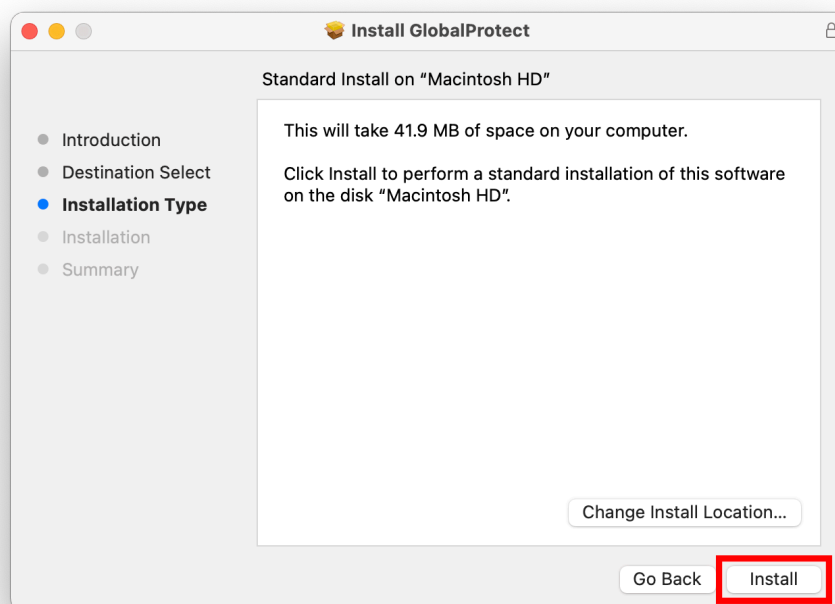 Install GlobalProtect
Standard Install on “Macintosh HD”
Introduction
Destination Select
Installation Type
Installation
Summary
This will take 41.9 MB of space on your computer.
Click Install to perform a standard installation of this software
on the disk “Macintosh HD”.
Change Install Location...
Go Back
Install